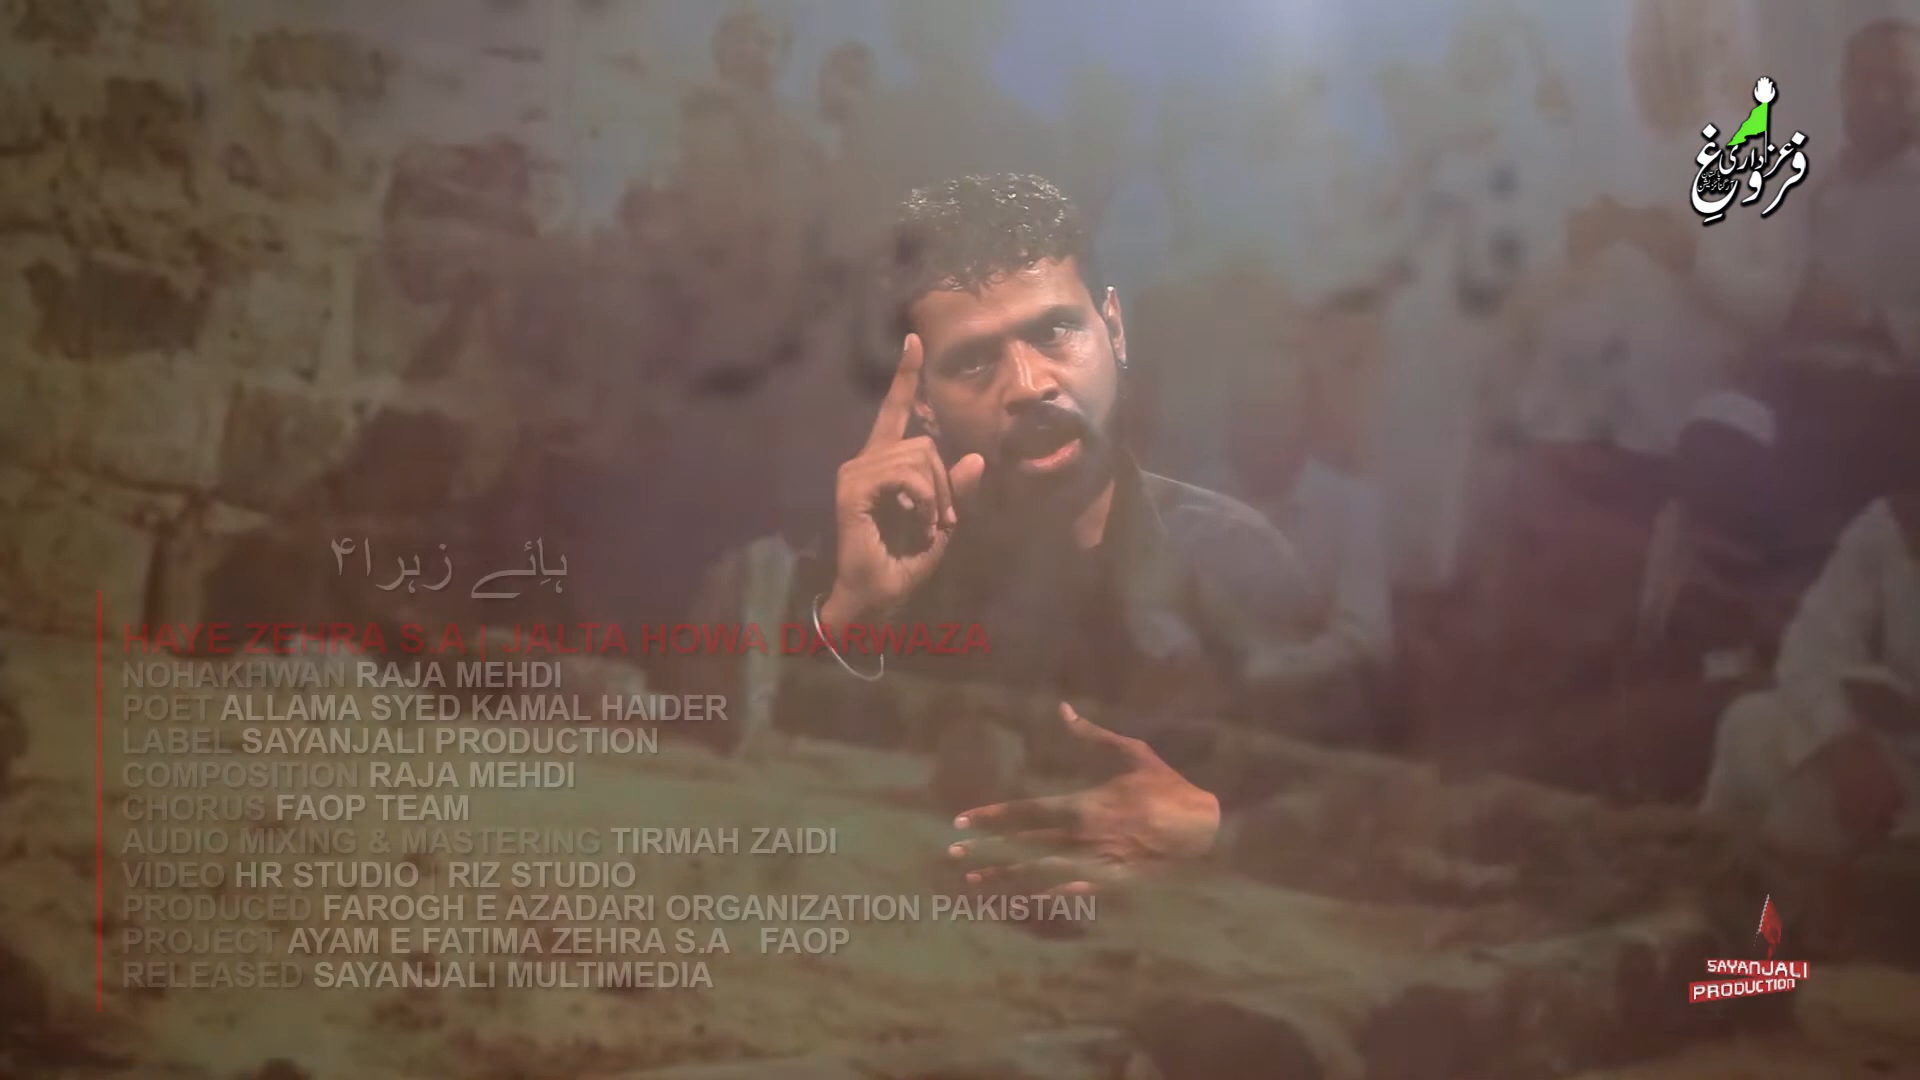 فروغِ عزاداری
ہائے زہرا۴
HAYE ZEHRA S.A | JALTA HOWA DARWAZA
NOHAKHWAN RAJA MEHDI
POET ALLAMA SYED KAMAL HAIDER
LABEL SAYANJALI PRODUCTION
COMPOSITION RAJA MEHDI
CHORUS FAOP TEAM
AUDIO MIXING & MASTERING TIRMAH ZAIDI
VIDEO HR STUDIO RIZ STUDIO
PRODUCED FAROGH E AZADARI ORGANIZATION PAKISTAN
PROJECT AYAM E FATIMA ZEHRA S.A FAOP
RELEASED SAYANJALI MULTIMEDIA
SAYANJALI
PRODUCTION